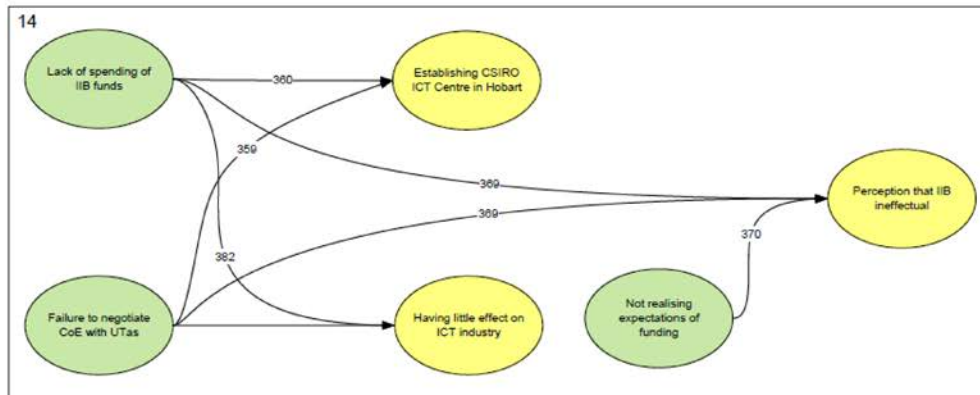 14
Lack of spending of
IIB funds
360
Establishing CSIRO
ICT Centre in Hobart
359
369
Perception that IIB
ineffectual
369
370
382
Failure to negotiate
CoE with UTas
Having little effect on
ICT industry
Not realising
expectations of
funding